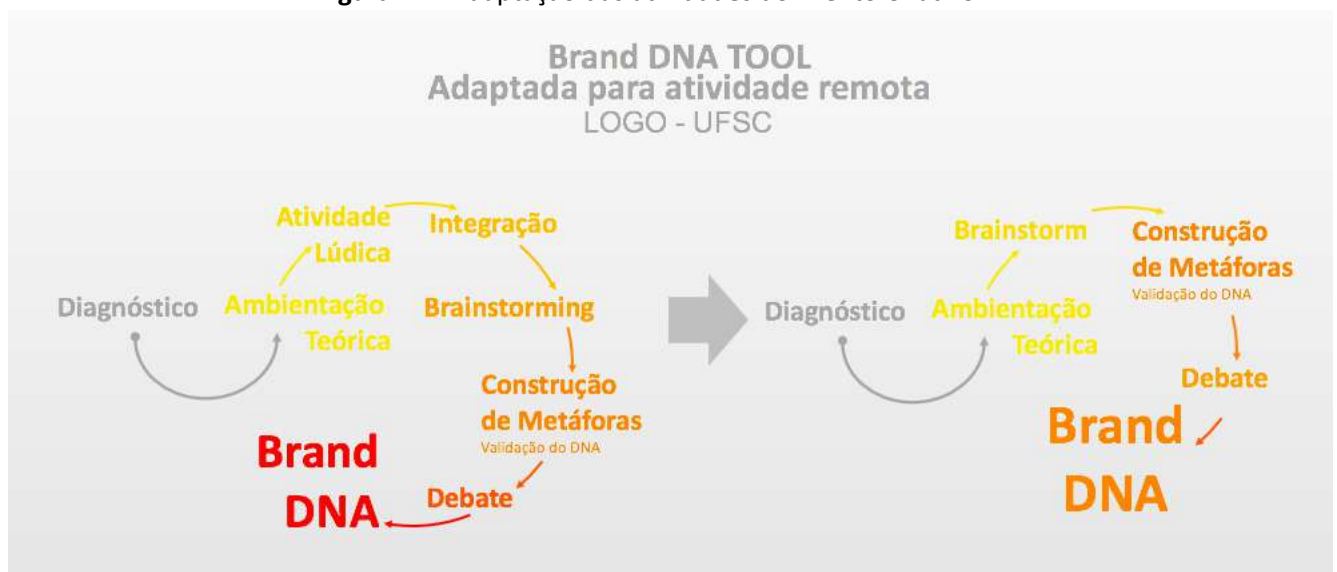 Brand DNA TOOL
Adaptada para atividade remota
LOGO - UFSC
Diagnóstico
Ambientação
Teórica
Atividade
Lúdica
Integração
Brainstorming
Construção
de Metáforas
Validação do DNA
Debate
Brand
DNA
Diagnóstico
Ambientação
Teórica
Brainstorm
Construção
de Metáforas
Validação do DNA
Debate
Brand
DNA